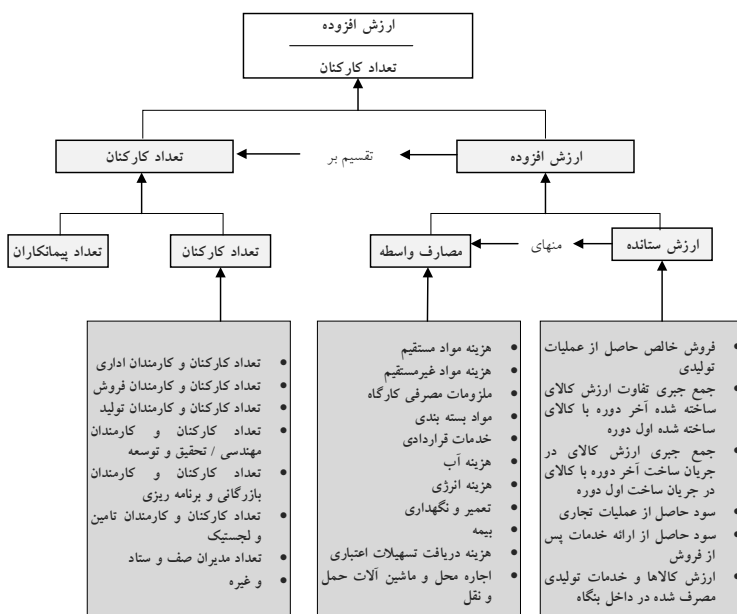 ارزش افزوده
تعداد کارکنان
ارزش افزوده
تقسیم بر
تعداد کارکنان
ارزش ستانده
منهای
مصارف واسطه
تعداد کارکنان
تعداد پیمانکاران
• فروش خالص حاصل از عملیات
تولیدی
• جمع جبری تفاوت ارزش کالای
ساخته شده آخر دوره با کالای
ساخته شده اول دوره
• جمع جبری ارزش کالای در
جریان ساخت آخر دوره با کالای
در جریان ساخت اول دوره
• سود حاصل از عملیات تجاری
• سود حاصل از ارائه خدمات پس
از فروش
• ارزش کالاها و خدمات تولیدی
مصرف شده در داخل بنگاه
• هزینه مواد مستقیم
• هزینه مواد غیرمستقیم
• ملزومات مصرفی کارگاه
• مواد بسته بندی
• خدمات قراردادی
• هزینه آب
• هزینه انرژی
• تعمیر و نگهداری
• بیمه
• هزینه دریافت تسهیلات اعتباری
• اجاره محل و ماشین آلات حمل
و نقل
• تعداد کارکنان و کارمندان اداری
• تعداد کارکنان و کارمندان فروش
• تعداد کارکنان و کارمندان تولید
• تعداد کارکنان و کارمندان
مهندسی / تحقیق و توسعه
• تعداد کارکنان و کارمندان
بازرگانی و برنامه ریزی
• تعداد کارکنان و کارمندان تامین
و لجستیک
• تعداد مدیران صف و ستاد
• و غیره